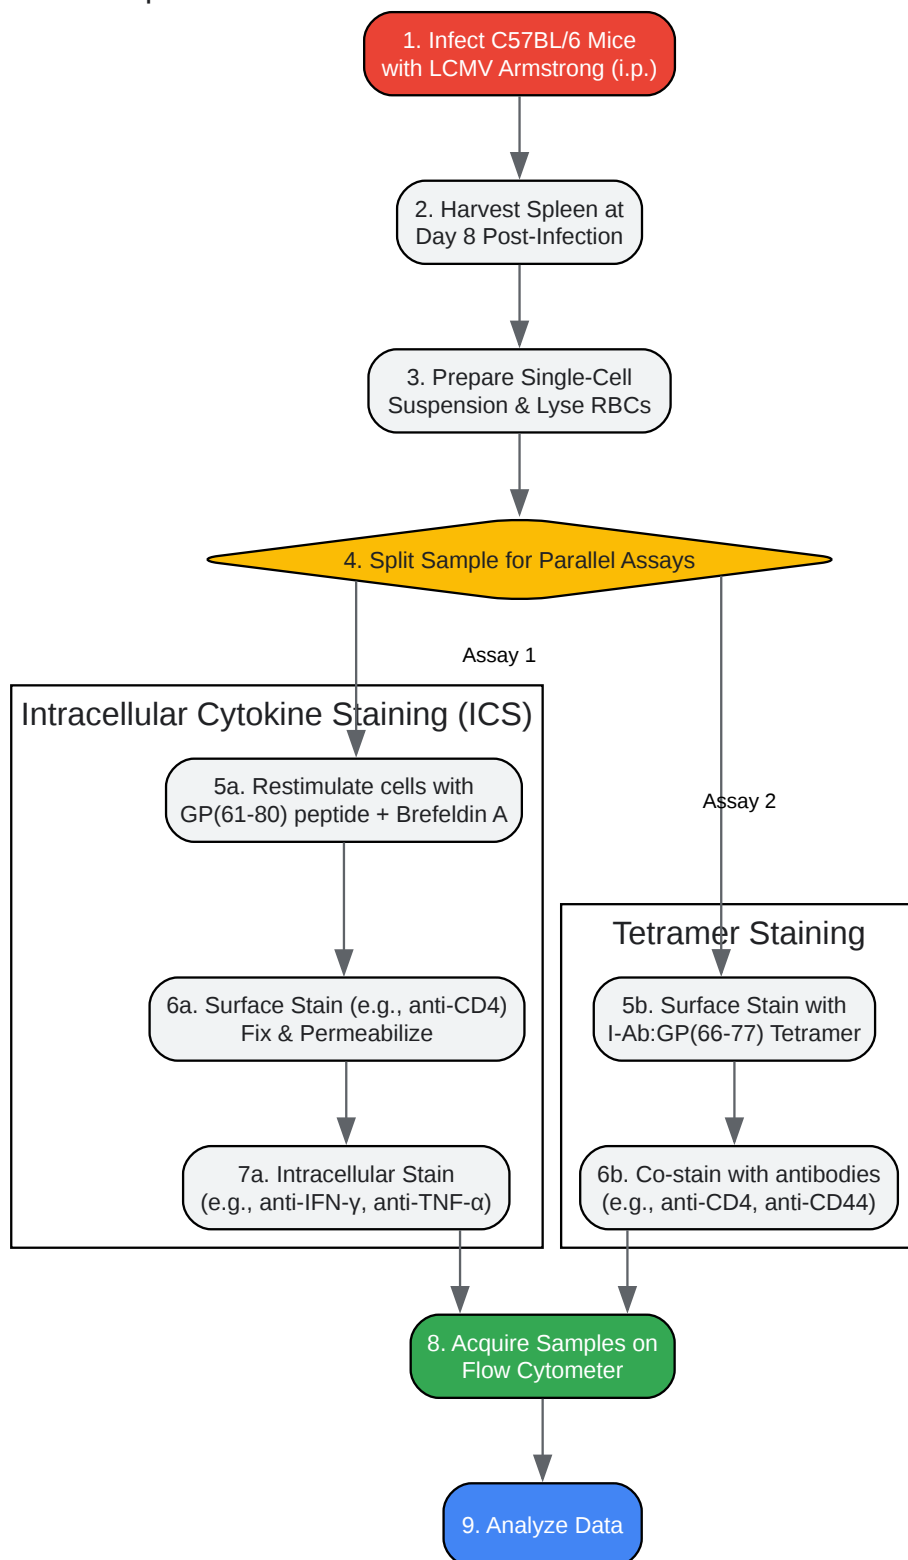 1. Infect C57BL/6 Mice
with LCMV Armstrong (i.p.)
2. Harvest Spleen at
Day 8 Post-Infection
3. Prepare Single-Cell
Suspension & Lyse RBCs
4. Split Sample for Parallel Assays
Assay 1
Intracellular Cytokine Staining (ICS)
5a. Restimulate cells with
GP(61-80) peptide + Brefeldin A
Assay 2
Tetramer Staining
6a. Surface Stain (e.g., anti-CD4)
Fix & Permeabilize
5b. Surface Stain with
I-Ab:GP(66-77) Tetramer
7a. Intracellular Stain
(e.g., anti-IFN-γ, anti-TNF-α)
6b. Co-stain with antibodies
(e.g., anti-CD4, anti-CD44)
8. Acquire Samples on
Flow Cytometer
9. Analyze Data